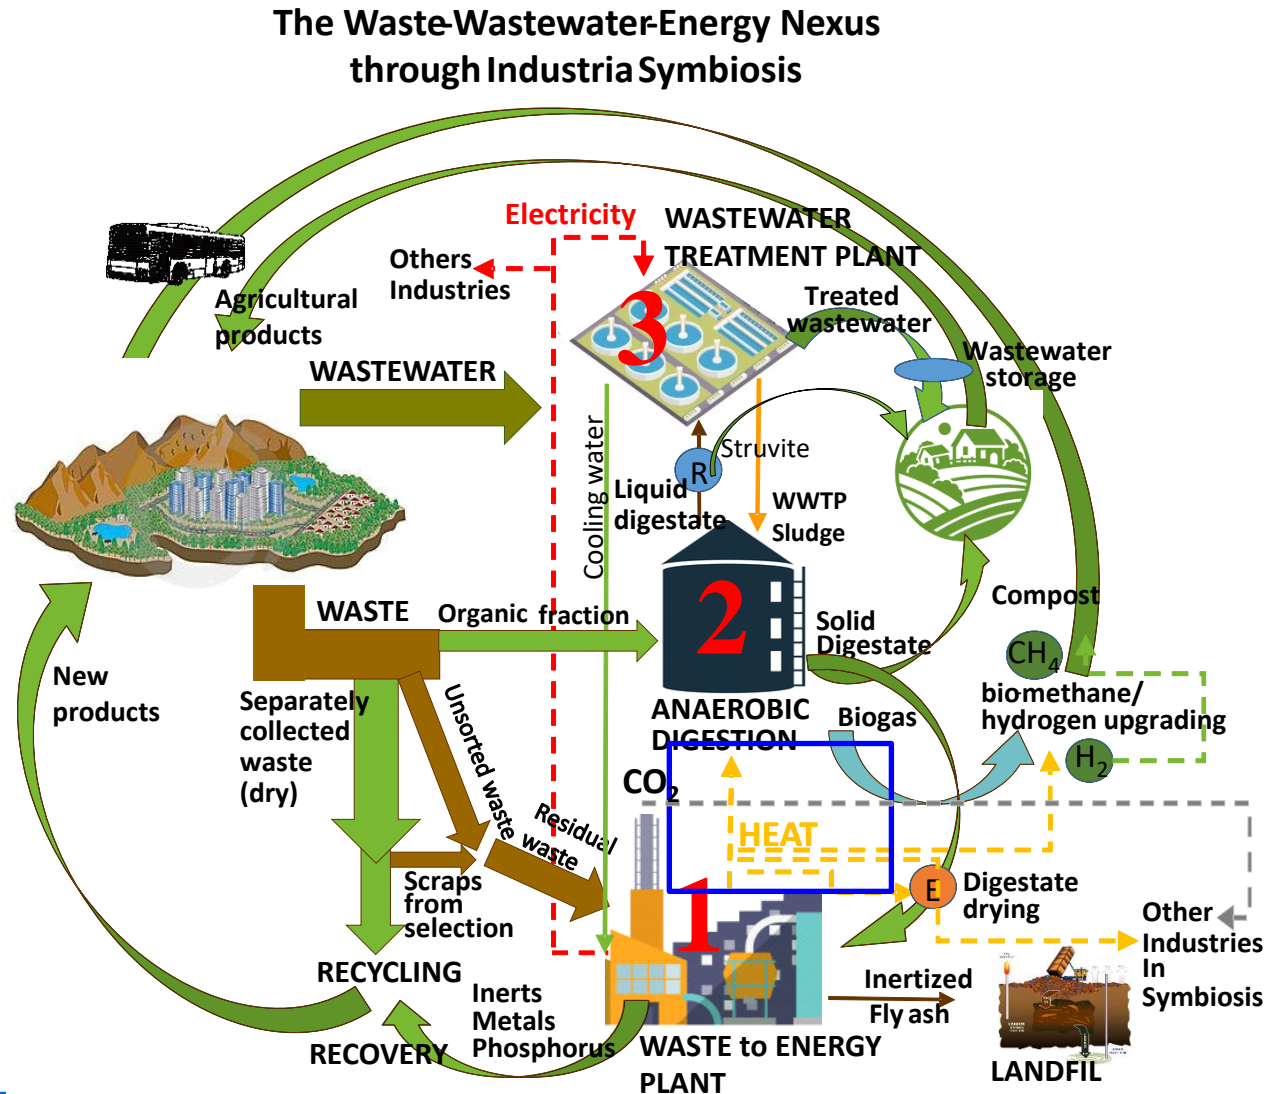 The Waste-Wastewater-Energy Nexus
through Industria Symbiosis
Electricity
WASTEWATER
TREATMENT PLANT
Others
Industries
Agricultural
products
Treated
wastewater
3
WASTEWATER
Wastewater
storage
Cooling water
R
Struvite
Liquid
digestate
WWTP
Sludge
WASTE
Organic fraction
2
Solid
Digestate
Compost
New
products
Separately
collected
waste
(dry)
Unsorted waste
Residual
waste
ANAEROBIC
DIGESTION
Biogas
CH4
biomethane/
hydrogen upgrading
H2
CO2
HEAT
1
E
Digestate
drying
Scraps
from
selection
Other
Industries
In
Symbiosis
RECYCLING
Inerts
Metals
Phosphorus
RECOVERY
Inertized
Fly ash
WASTE to ENERGY
PLANT
LANDFIL